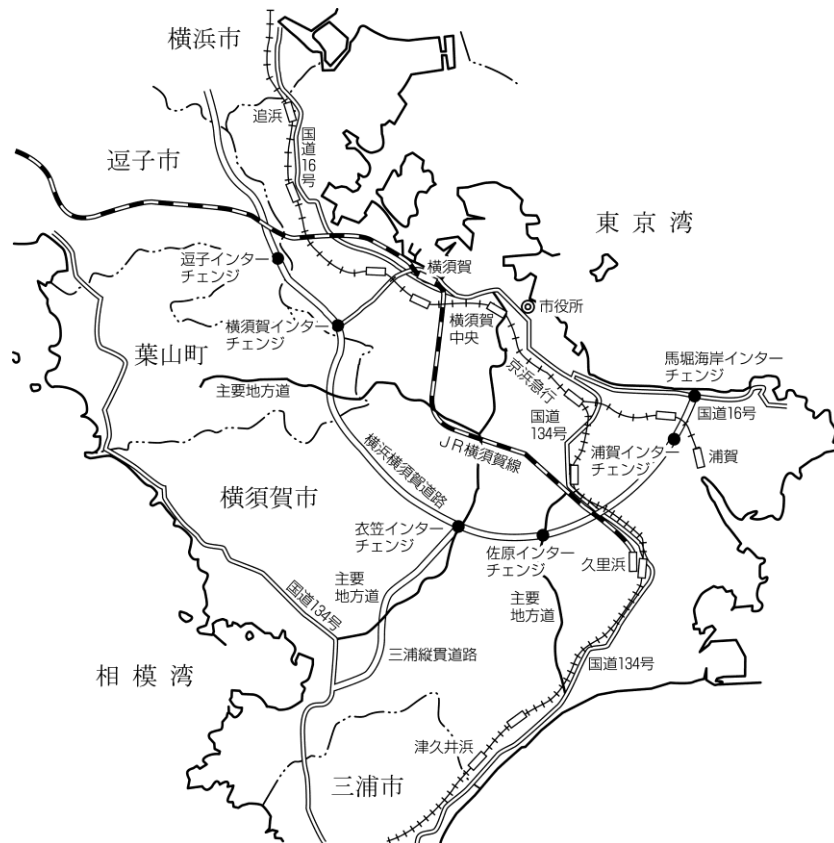 横浜市
追浜
国道16号
逗子市
東京湾
逗子インター
チェンジ
横須賀
市役所
横須賀インター
チェンジ
横須賀
中央
葉山町
主要地方道
京浜急行
馬堀海岸インター
チェンジ
国道
134号
国道16号
JR横須賀線
浦賀インター
チェンジ
浦賀
横浜横須賀道路
横須賀市
衣笠インター
チェンジ
佐原インター
チェンジ
久里浜
主要
地方道
主要
地方道
国道134号
三浦縦貫道路
国道134号
相模湾
津久井浜
三浦市